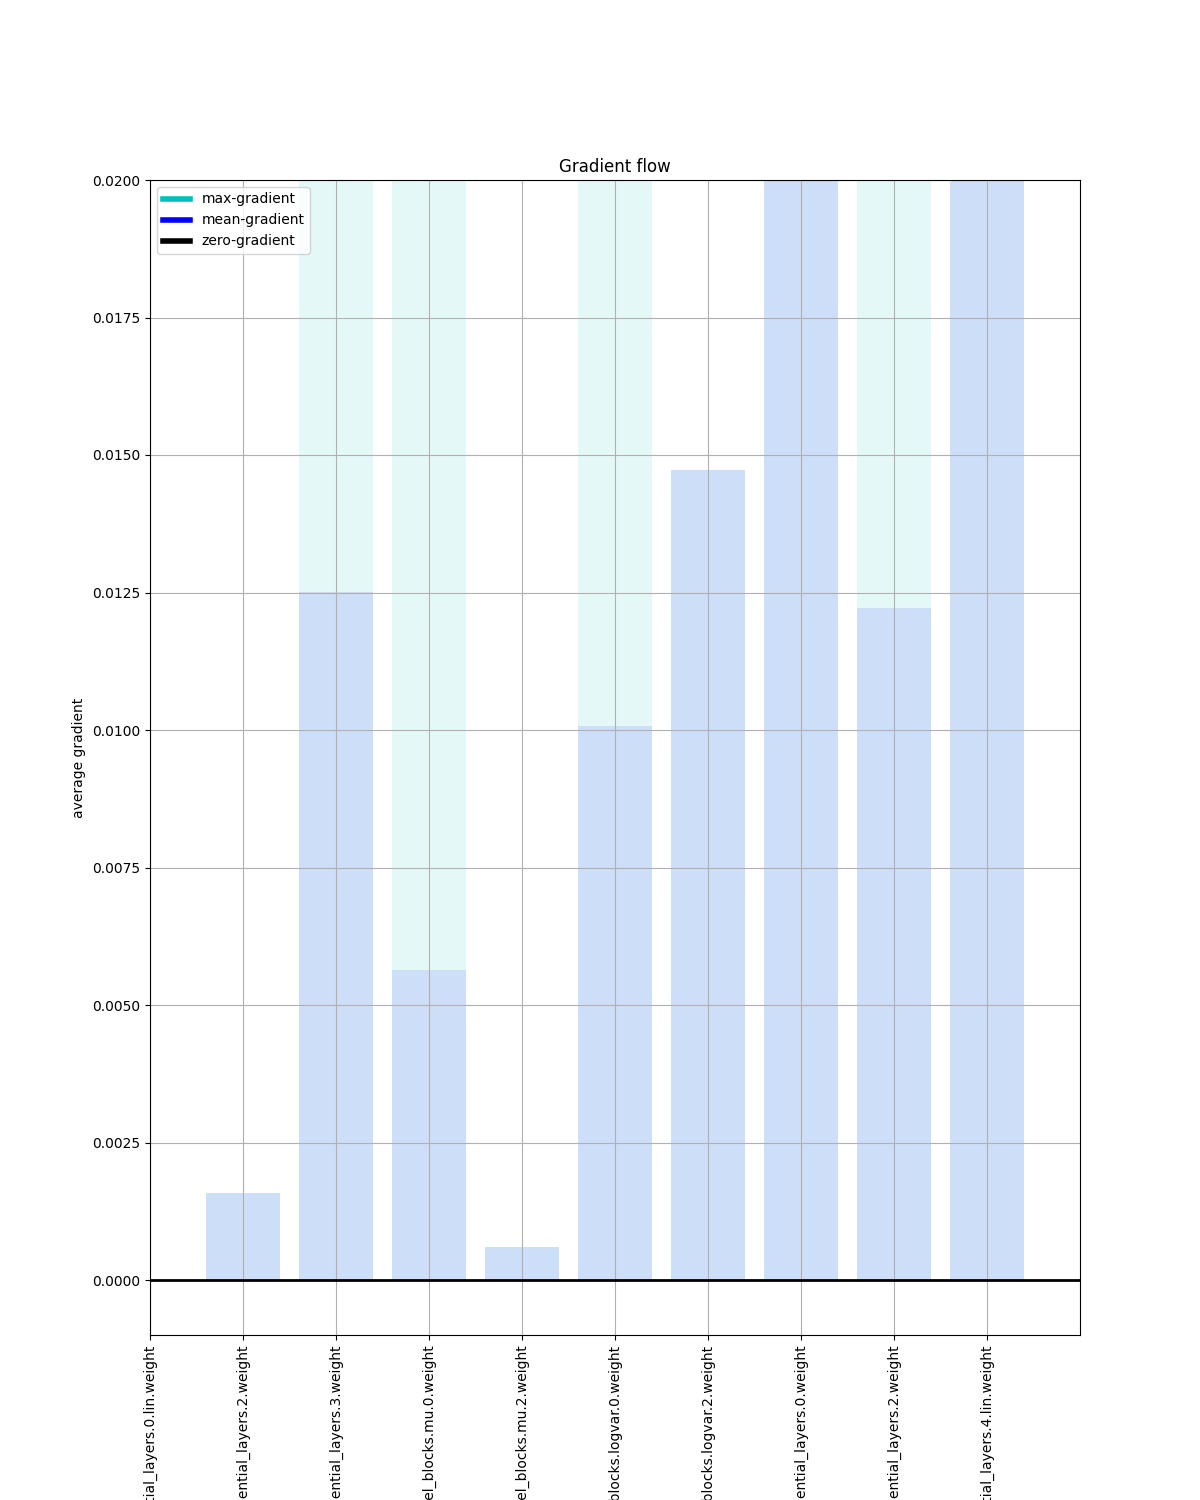 Gradient flow
max-gradient
mean-gradient
zero-gradient
0.0200
0.0175
0.0150
0.0125
0.0100
0.0075
0.0050
0.0025
0.0000
average gradient
tial_layers.0.lin.weight
ential_layers.2.weight
ential_layers.3.weight
el_blocks.mu.0.weight
el_blocks.mu.2.weight
blocks.logvar.0.weight
blocks.logvar.2.weight
ential_layers.0.weight
ential_layers.2.weight
tial_layers.4.lin.weight